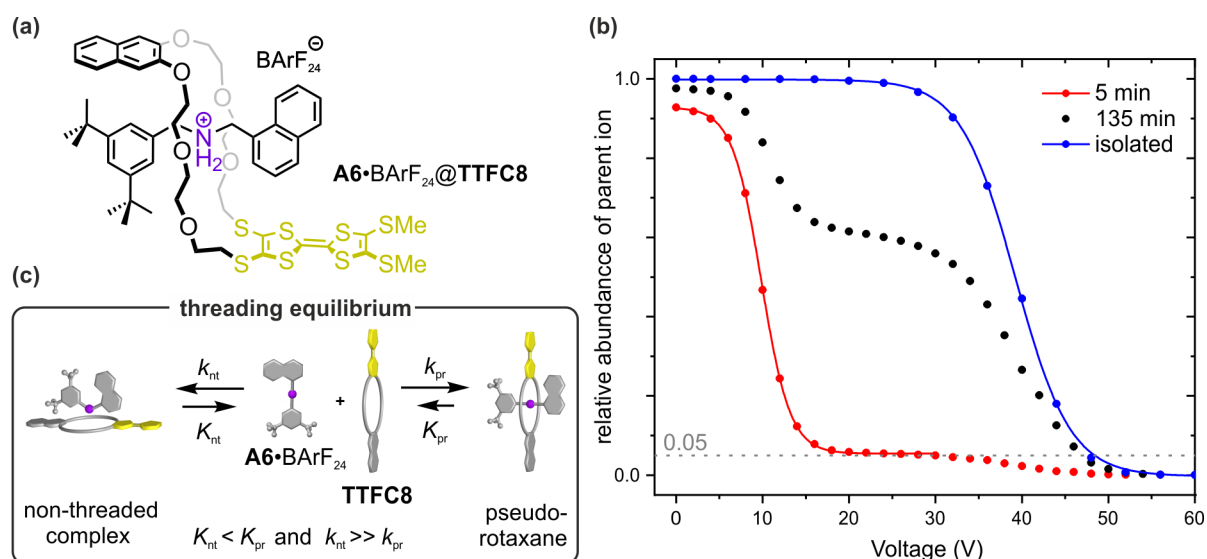 (a)
O
O
BArF24 ⊖
O
O
⊕
N
H2
O
O
O
O
A6•BArF24@TTFC8
S
S
S
SMe
S
S
S
S
SMe
(c)
threading equilibrium
knt
Knt
kpr
Kpr
+
A6•BArF24
TTFC8
non-threaded
complex
pseudo-
rotaxane
Knt < Kpr and knt >> kpr
(b)
relative abundancce of parent ion
1.0
0.05
0.0
5 min
135 min
isolated
0 10 20 30 40 50 60
Voltage (V)